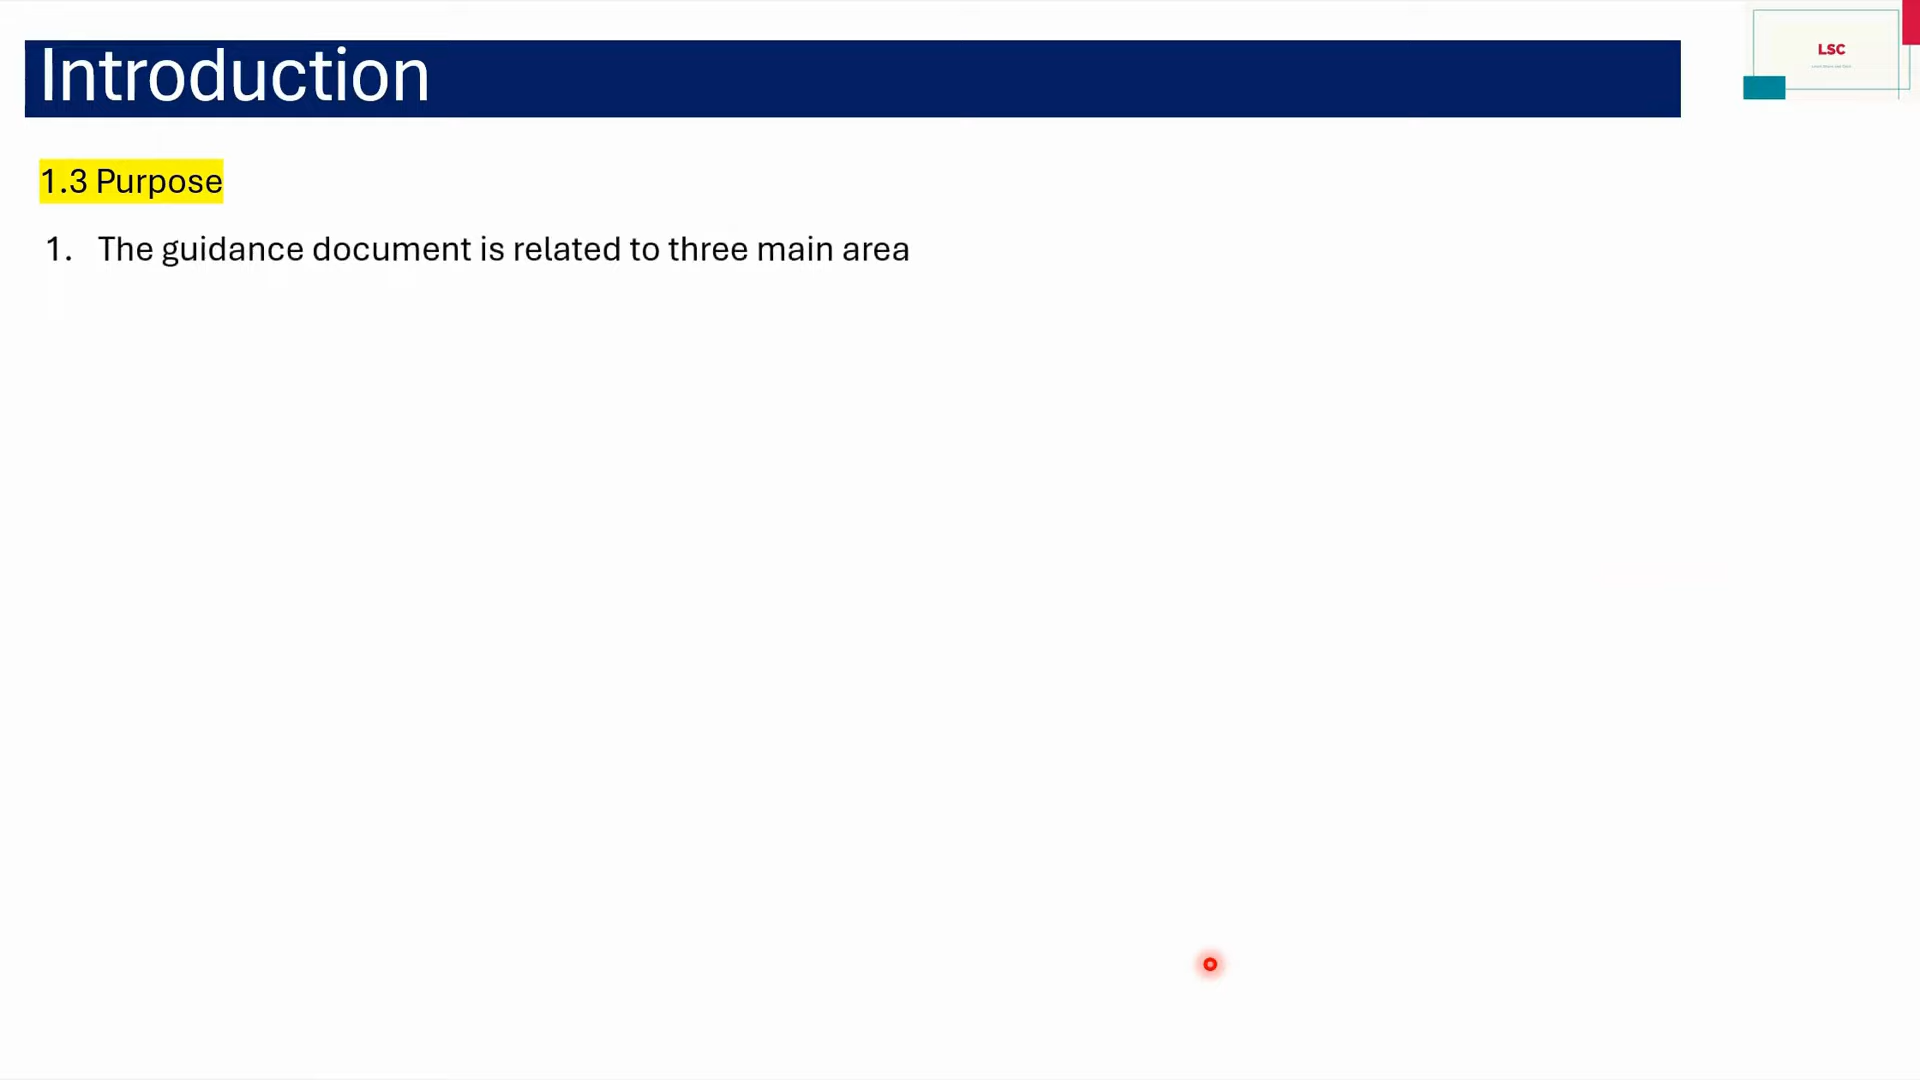 Introduction
LSC
1.3 Purpose
1. The guidance document is related to three main area